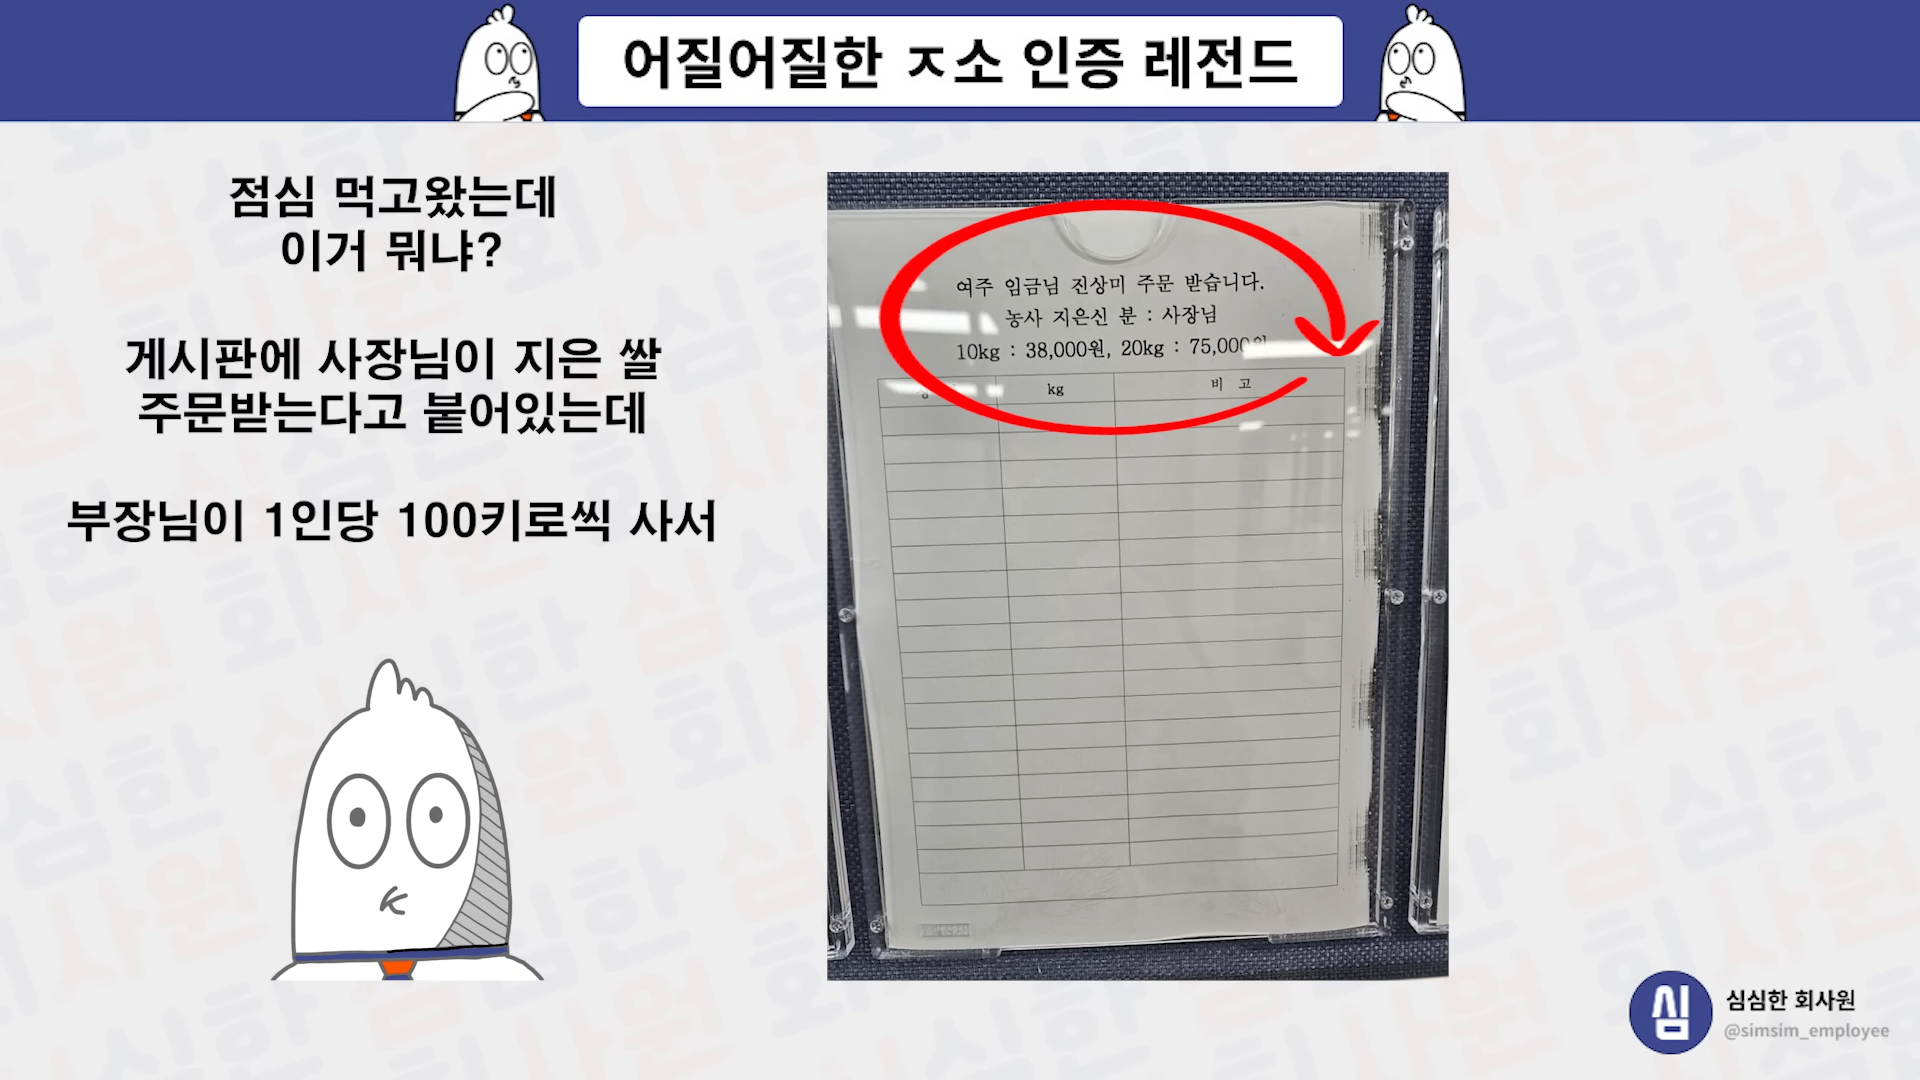 어질어질한 ㅈ소 인증 레전드
점심 먹고왔는데
이거 뭐냐?
게시판에 사장님이 지은 쌀
주문받는다고 붙어있는데
부장님이 1인당 100키로씩 사서
여주 임금님 진상미 주문 받습니다.
농사 지은신 분 : 사장님
10kg : 38,000원, 20kg : 75,000원
kg
비 고
심
심심한 회사원
@simsim_employee